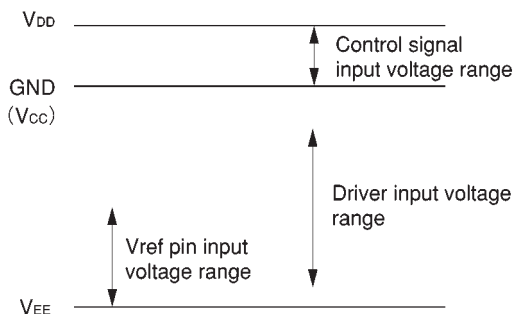 VDD
Control signal
input voltage range
GND
(VCC)
Driver input voltage
range
Vref pin input
voltage range
VEE